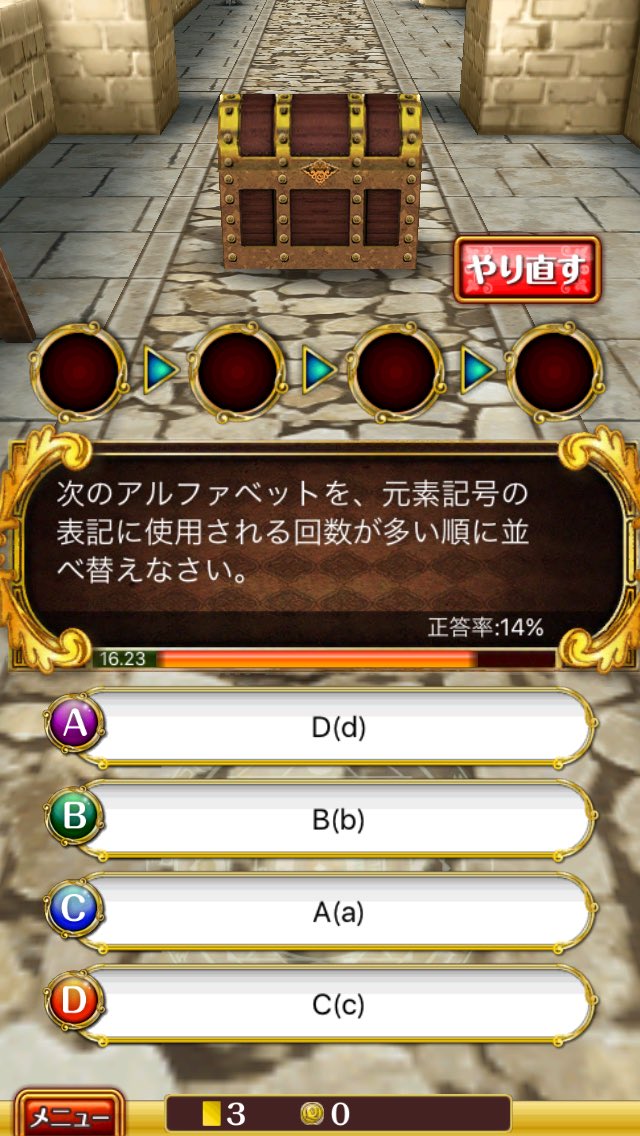 やり直す
次のアルファベットを、元素記号の
表記に使用される回数が多い順に並
べ替えなさい。
正答率:14%
16.23
A D(d)
B B(b)
C A(a)
D C(c)
メニュー 3 0